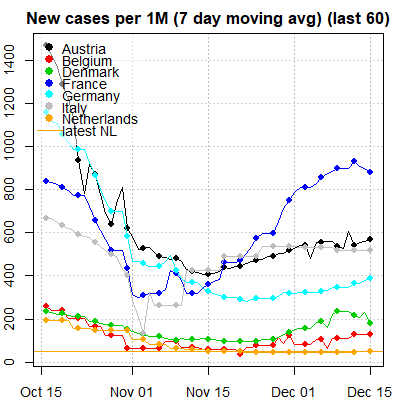 New cases per 1M (7 day moving avg) (last 60)
Austria
Belgium
Denmark
France
Germany
Italy
Netherlands
latest NL
1400
1200
1000
800
600
400
200
0
Oct 15 Nov 01 Nov 15 Dec 01 Dec 15